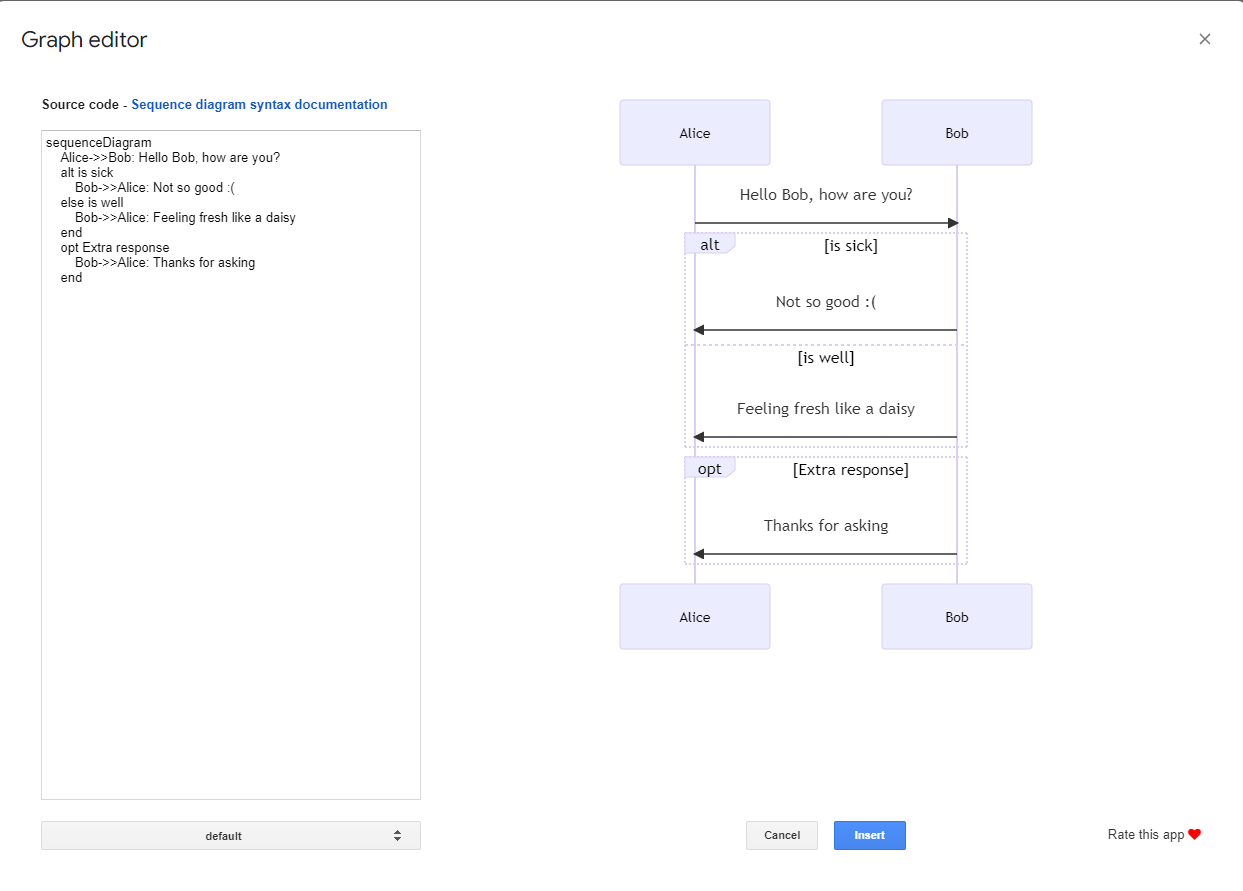 Graph editor
Source code - Sequence diagram syntax documentation
sequenceDiagram
Alice->>Bob: Hello Bob, how are you?
alt is sick
Bob->>Alice: Not so good :(
else is well
Bob->>Alice: Feeling fresh like a daisy
end
opt Extra response
Bob->>Alice: Thanks for asking
end
default
Alice Bob
Hello Bob, how are you?
alt [is sick]
Not so good :(
[is well]
Feeling fresh like a daisy
opt [Extra response]
Thanks for asking
Alice Bob
Cancel Insert Rate this app